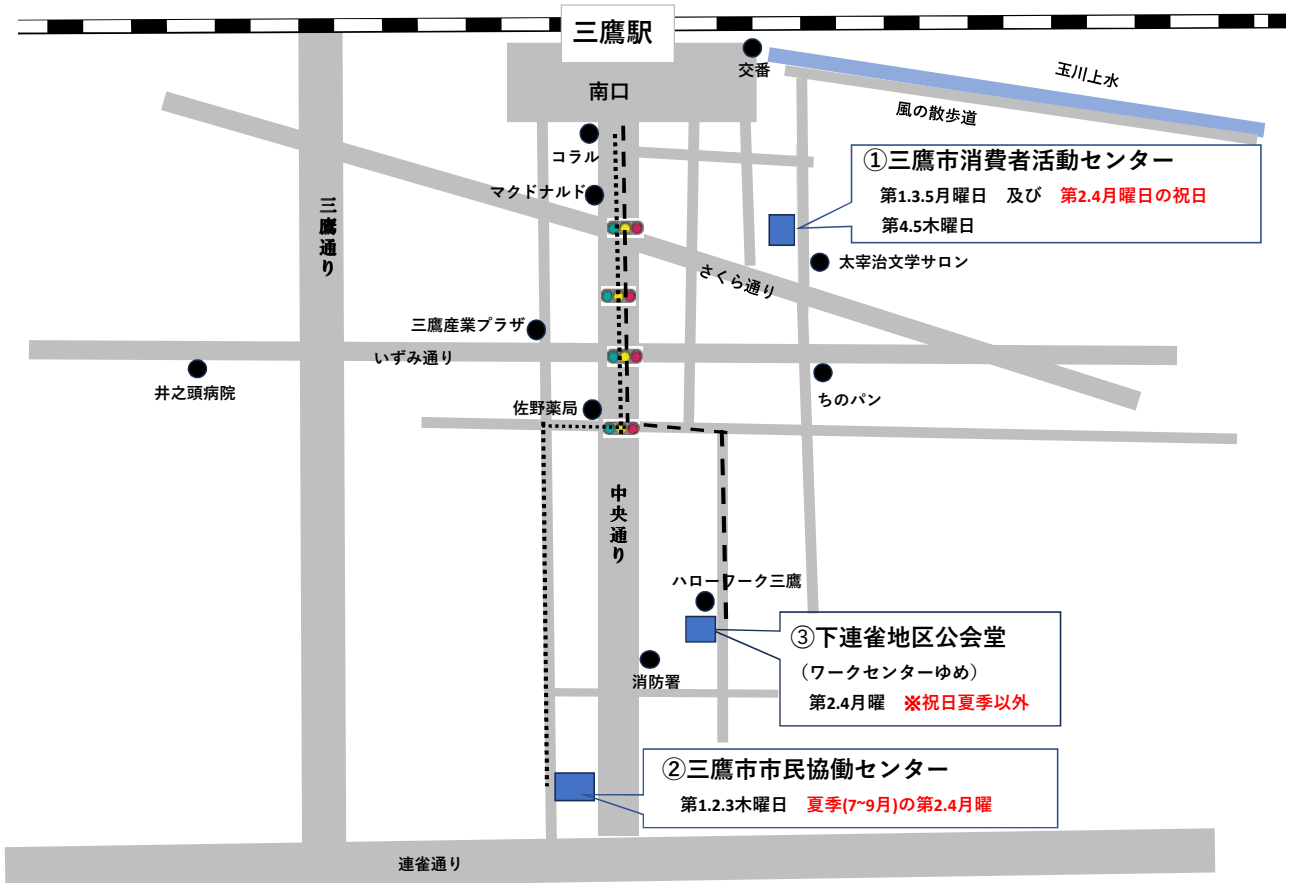 三鷹駅
南口
交番
玉川上水
風の散歩道
コラル
マクドナルド
①三鷹市消費者活動センター
第1.3.5月曜日 及び 第2.4月曜日の祝日
第4.5木曜日
三鷹通り
太宰治文学サロン
さくら通り
三鷹産業プラザ
いずみ通り
井之頭病院
ちのパン
佐野薬局
中央通り
ハローワーク三鷹
③下連雀地区公会堂
(ワークセンターゆめ)
第2.4月曜 ※祝日夏季以外
消防署
②三鷹市市民協働センター
第1.2.3木曜日 夏季(7~9月)の第2.4月曜
連雀通り